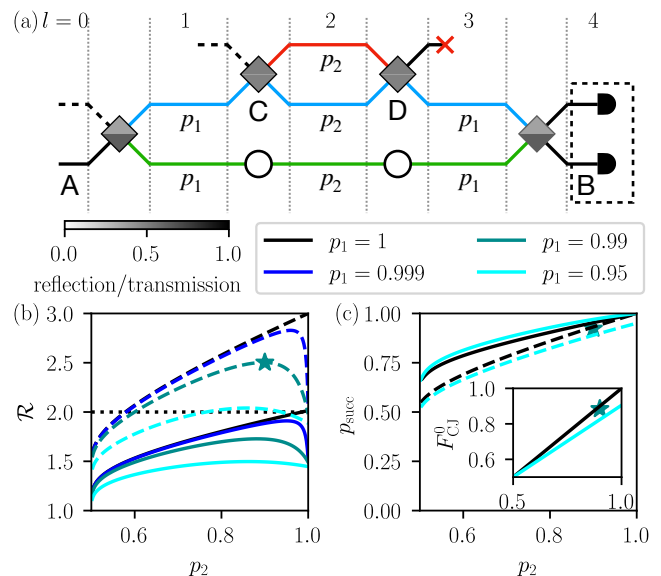 (a) l = 0 1 2 3 4
p₂
C D
p₁ p₂ p₁
A B
p₁ p₂ p₁
0.0 0.5 1.0
reflection/transmission
p₁ = 1 p₁ = 0.99
p₁ = 0.999 p₁ = 0.95
(b)
3.0
2.5
2.0
1.5
1.0
ℛ
0.6 0.8 1.0
p₂
(c)
1.00
0.75
0.50
0.25
0.00
p_succ
1.0
0.8
0.6
F⁰_CJ
0.5 1.0
0.6 0.8 1.0
p₂